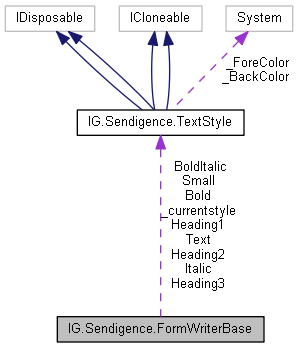 IDisposable
ICloneable
System
_ForeColor
_BackColor
IG.Sendigence.TextStyle
BoldItalic
Small
Bold
_currentstyle
Heading1
Text
Heading2
Italic
Heading3
IG.Sendigence.FormWriterBase